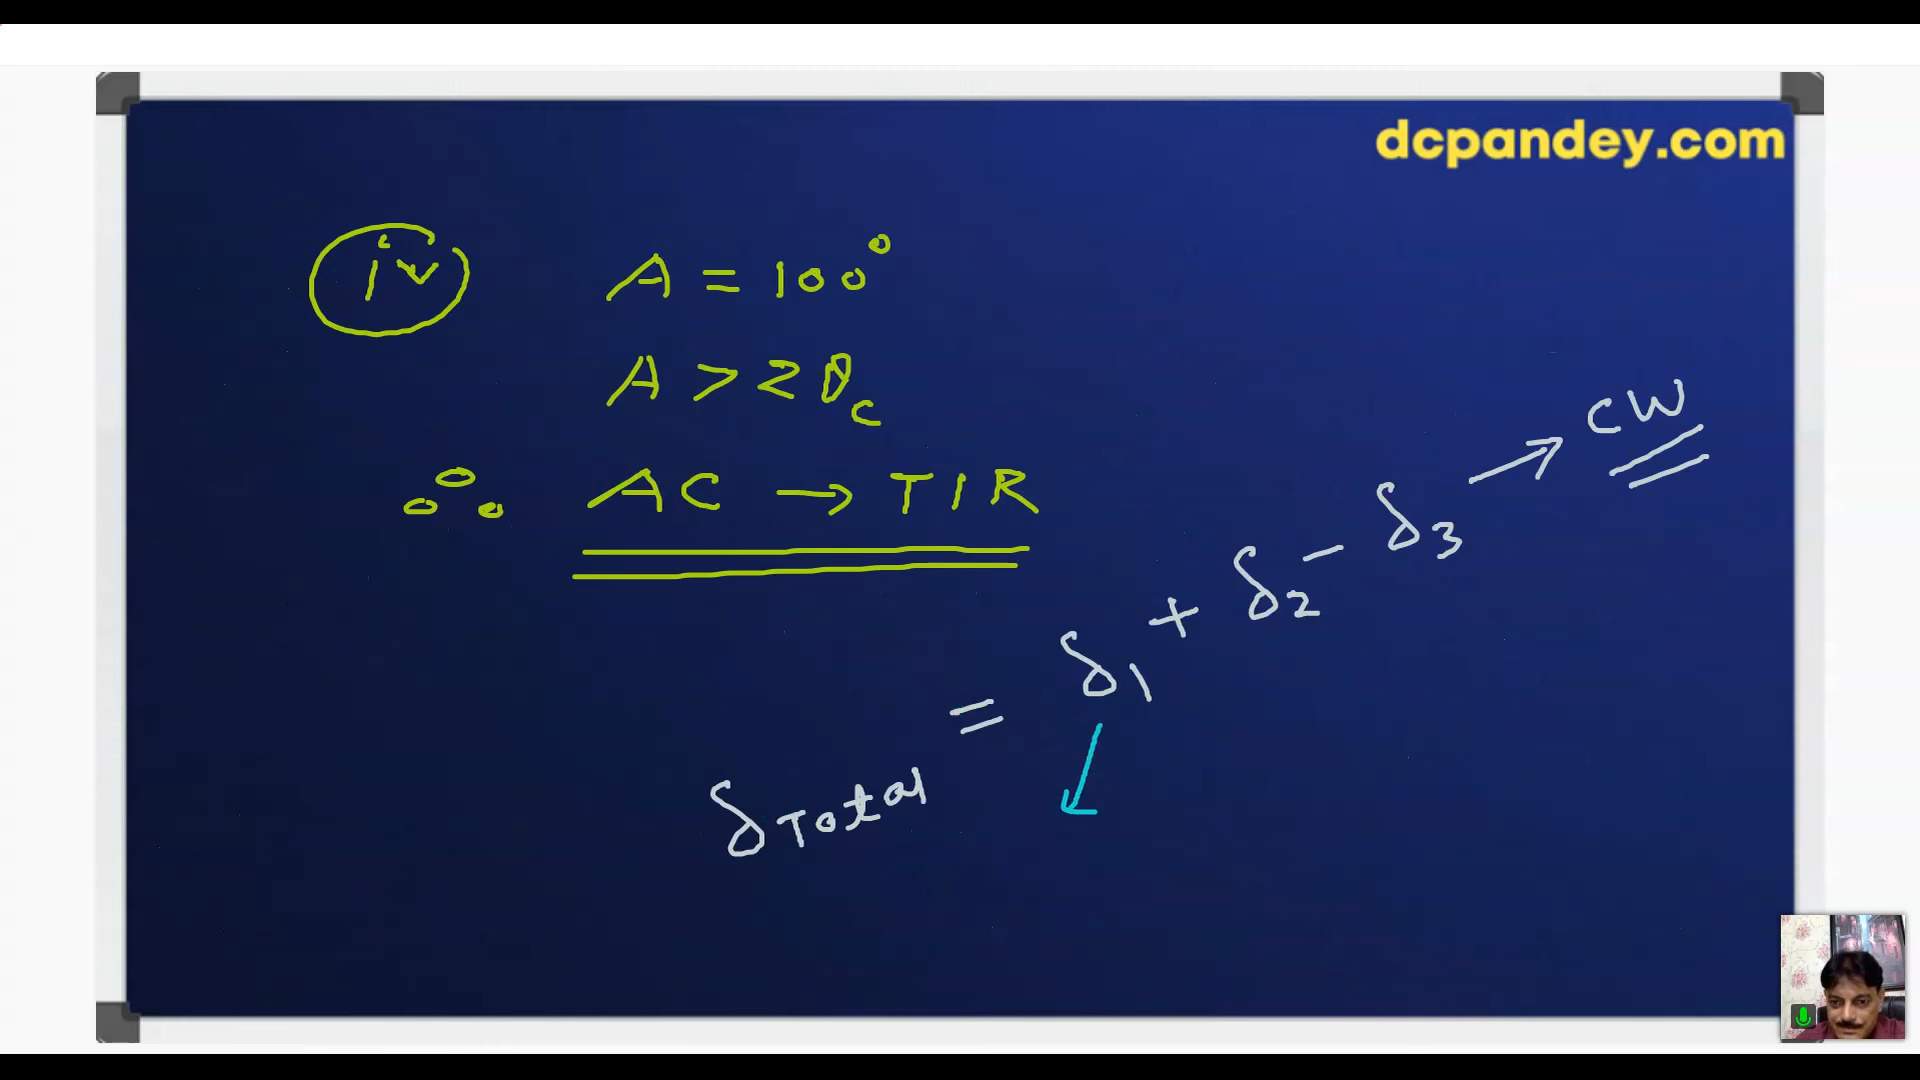 dcpandey.com
iv A = 100°
A > 2θc
∴ AC → TIR
δTotal = δ1 + δ2 - δ3 → CW